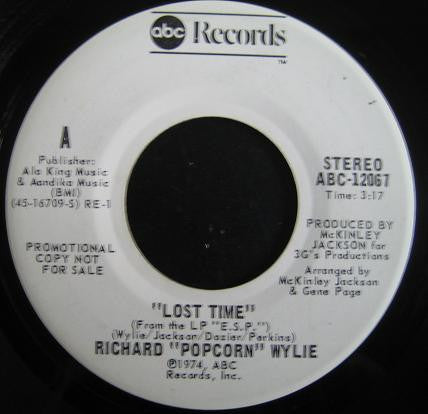 abc Records
TM
A
Publisher:
Ala King Music
& Aandika Music
(BMI)
(45-16709-S) RE-1
PROMOTIONAL
COPY NOT
FOR SALE
STEREO
ABC-12067
Time: 3:17
PRODUCED BY
McKINLEY
JACKSON for
3G's Productions
Arranged by
McKinley Jackson
& Gene Page
"LOST TIME"
(From the LP "E.S.P.")
(Wylie/Jackson/Dozier/Perkins)
RICHARD "POPCORN" WYLIE
℗1974, ABC
Records, Inc.